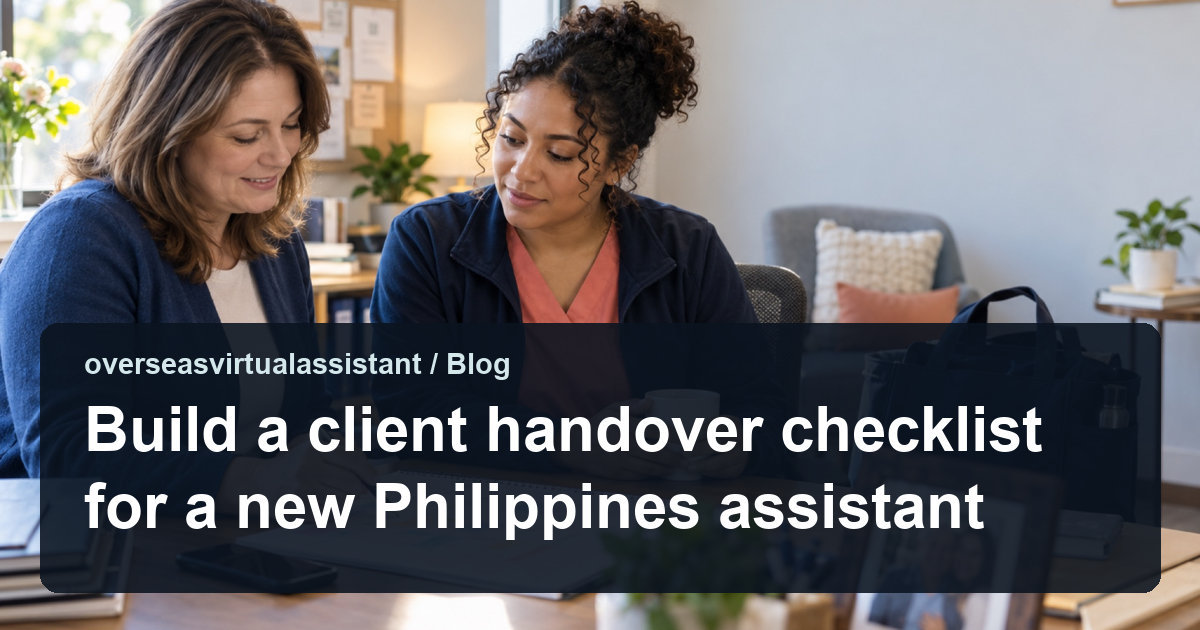 overseasvirtualassistant / Blog
Build a client handover checklist
for a new Philippines assistant